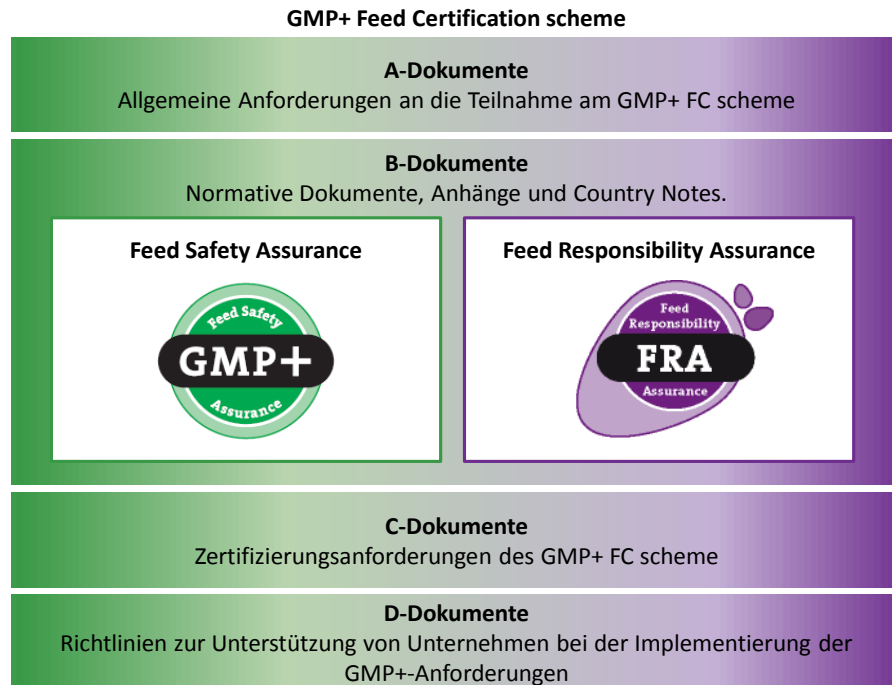 GMP+ Feed Certification scheme
A-Dokumente
Allgemeine Anforderungen an die Teilnahme am GMP+ FC scheme
B-Dokumente
Normative Dokumente, Anhänge und Country Notes.
Feed Safety Assurance
Feed Safety
GMP+
Assurance
Feed Responsibility Assurance
Feed
Responsibility
FRA
Assurance
C-Dokumente
Zertifizierungsanforderungen des GMP+ FC scheme
D-Dokumente
Richtlinien zur Unterstützung von Unternehmen bei der Implementierung der
GMP+-Anforderungen